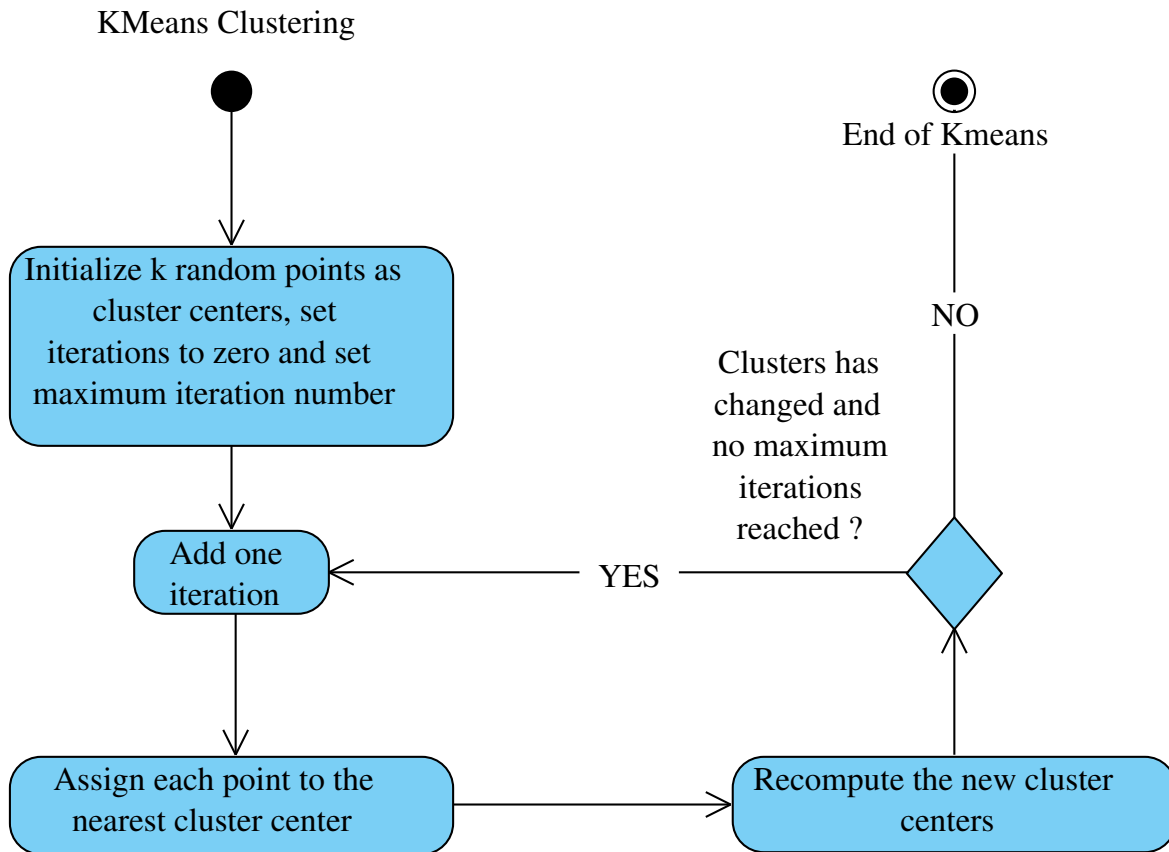 KMeans Clustering
End of Kmeans
Initialize k random points as
cluster centers, set
iterations to zero and set
maximum iteration number
NO
Clusters has
changed and
no maximum
iterations
reached ?
Add one
iteration
YES
Assign each point to the
nearest cluster center
Recompute the new cluster
centers